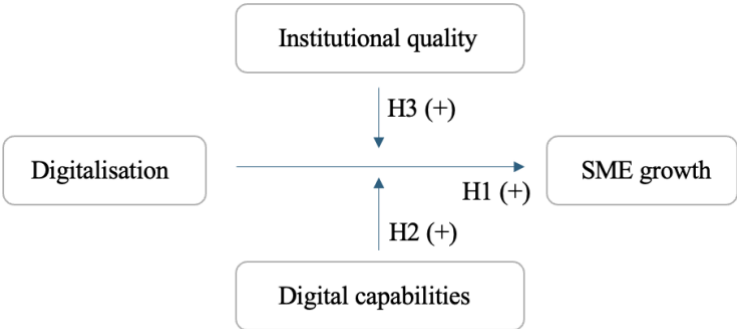 Institutional quality
H3 (+)
Digitalisation
SME growth
H1 (+)
H2 (+)
Digital capabilities